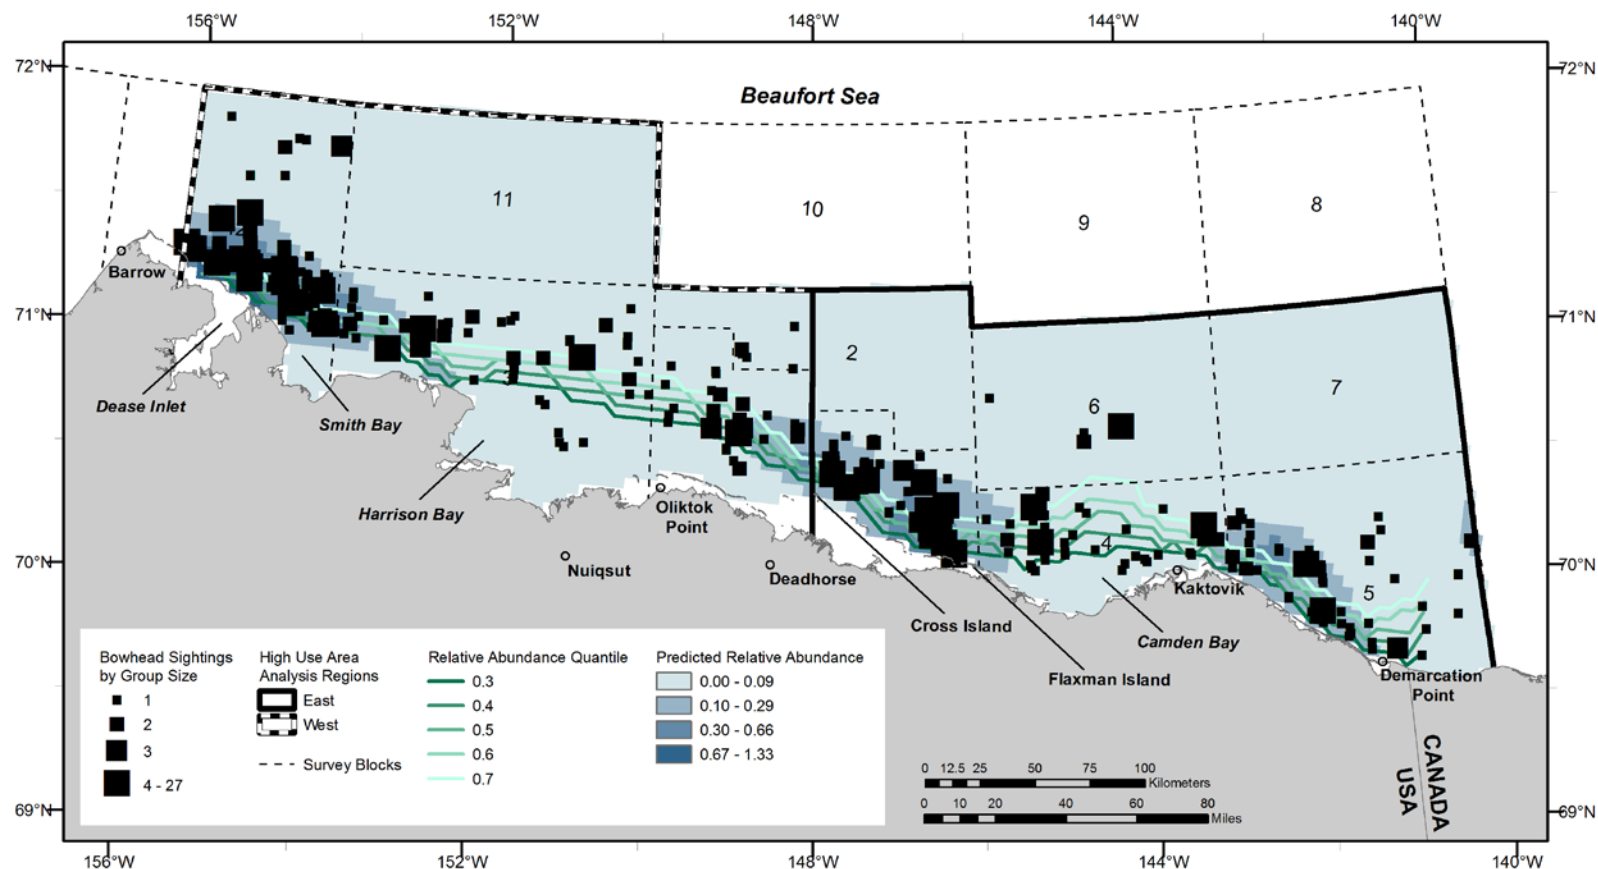 156°W 152°W 148°W 144°W 140°W
72°N 72°N
Beaufort Sea
11 10 9 8
12
Barrow
71°N 71°N
2
7
6
Dease Inlet
Smith Bay
3
Harrison Bay
Oliktok
Point
4
70°N 70°N
Nuiqsut
Deadhorse
Kaktovik
5
Cross Island
Camden Bay
Flaxman Island
Demarcation
Point
Bowhead Sightings
by Group Size
1
2
3
4 - 27
High Use Area
Analysis Regions
East
West
Survey Blocks
Relative Abundance Quantile
0.3
0.4
0.5
0.6
0.7
Predicted Relative Abundance
0.00 - 0.09
0.10 - 0.29
0.30 - 0.66
0.67 - 1.33
0 12.5 25 50 75 100
Kilometers
0 10 20 40 60 80
Miles
CANADA
USA
69°N 69°N
156°W 152°W 148°W 144°W 140°W